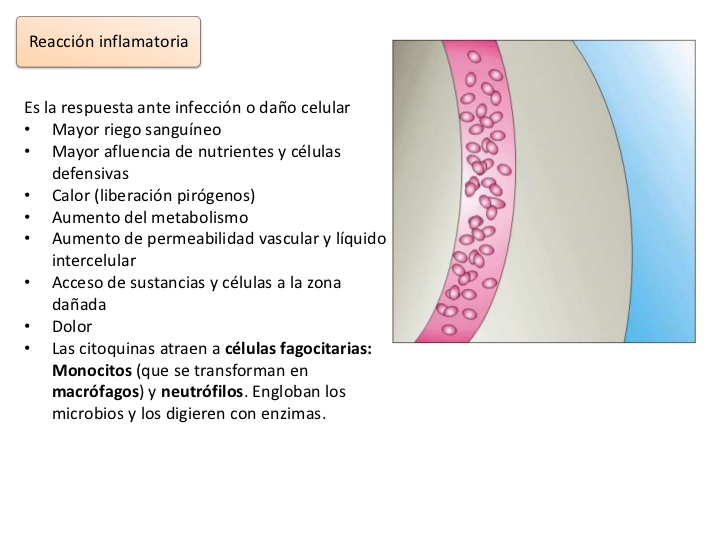 Reacción inflamatoria
Es la respuesta ante infección o daño celular
• Mayor riego sanguíneo
• Mayor afluencia de nutrientes y células
defensivas
• Calor (liberación pirógenos)
• Aumento del metabolismo
• Aumento de permeabilidad vascular y líquido
intercelular
• Acceso de sustancias y células a la zona
dañada
• Dolor
• Las citoquinas atraen a células fagocitarias:
Monocitos (que se transforman en
macrófagos) y neutrófilos. Engloban los
microbios y los digieren con enzimas.